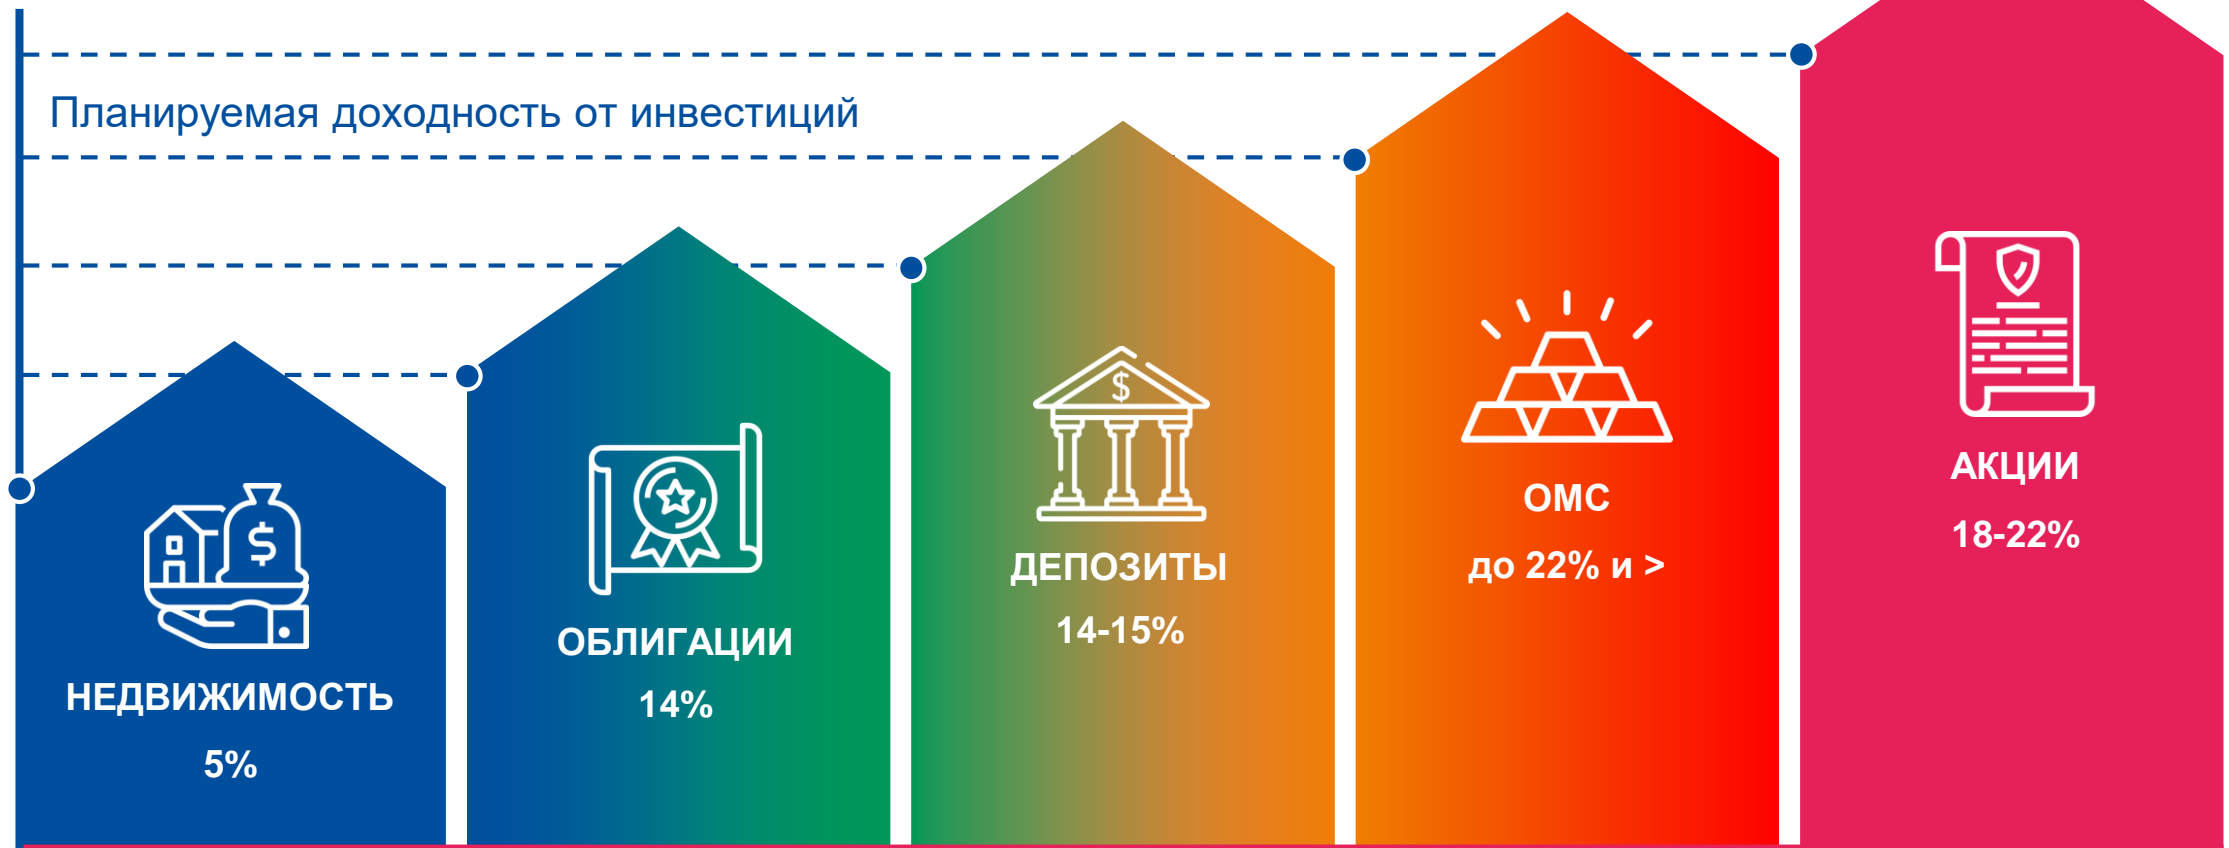 Планируемая доходность от инвестиций
НЕДВИЖИМОСТЬ
5%
ОБЛИГАЦИИ
14%
ДЕПОЗИТЫ
14-15%
ОМС
до 22% и >
АКЦИИ
18-22%